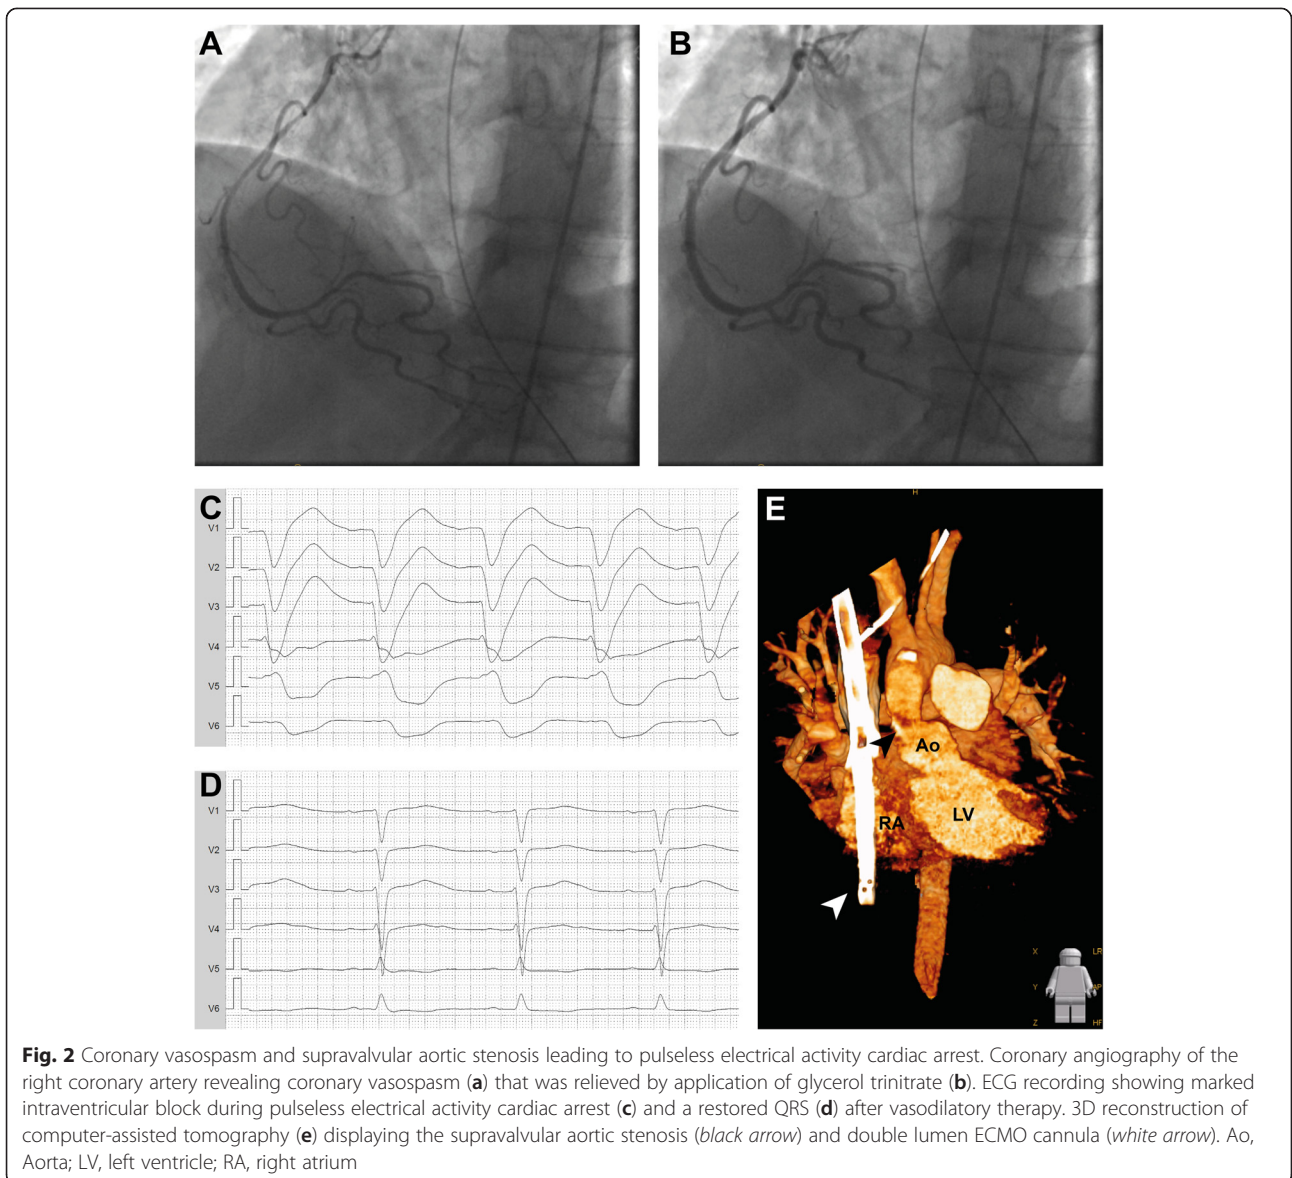 A
B
C
V1
V2
V3
V4
V5
V6
D
V1
V2
V3
V4
V5
V6
E
H
Ao
RA
LV
X
LR
Y
AP
Z
HF
Fig. 2 Coronary vasospasm and supravalvular aortic stenosis leading to pulseless electrical activity cardiac arrest. Coronary angiography of the
right coronary artery revealing coronary vasospasm (a) that was relieved by application of glycerol trinitrate (b). ECG recording showing marked
intraventricular block during pulseless electrical activity cardiac arrest (c) and a restored QRS (d) after vasodilatory therapy. 3D reconstruction of
computer-assisted tomography (e) displaying the supravalvular aortic stenosis (black arrow) and double lumen ECMO cannula (white arrow). Ao,
Aorta; LV, left ventricle; RA, right atrium